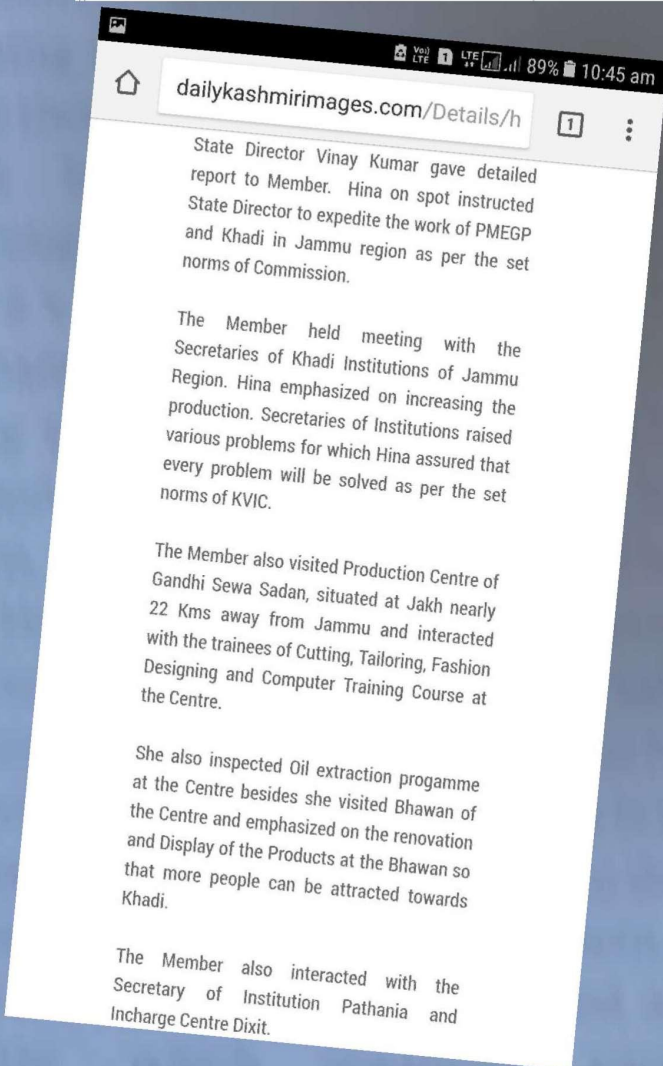 Vo) LTE 1 LTE 89% 10:45 am
dailykashmirimages.com/Details/h
1
State Director Vinay Kumar gave detailed
report to Member. Hina on spot instructed
State Director to expedite the work of PMEGP
and Khadi in Jammu region as per the set
norms of Commission.
The Member held meeting with the
Secretaries of Khadi Institutions of Jammu
Region. Hina emphasized on increasing the
production. Secretaries of Institutions raised
various problems for which Hina assured that
every problem will be solved as per the set
norms of KVIC.
The Member also visited Production Centre of
Gandhi Sewa Sadan, situated at Jakh nearly
22 Kms away from Jammu and interacted
with the trainees of Cutting, Tailoring, Fashion
Designing and Computer Training Course at
the Centre.
She also inspected Oil extraction progamme
at the Centre besides she visited Bhawan of
the Centre and emphasized on the renovation
and Display of the Products at the Bhawan so
that more people can be attracted towards
Khadi.
The Member also interacted with the
Secretary of Institution Pathania and
Incharge Centre Dixit.